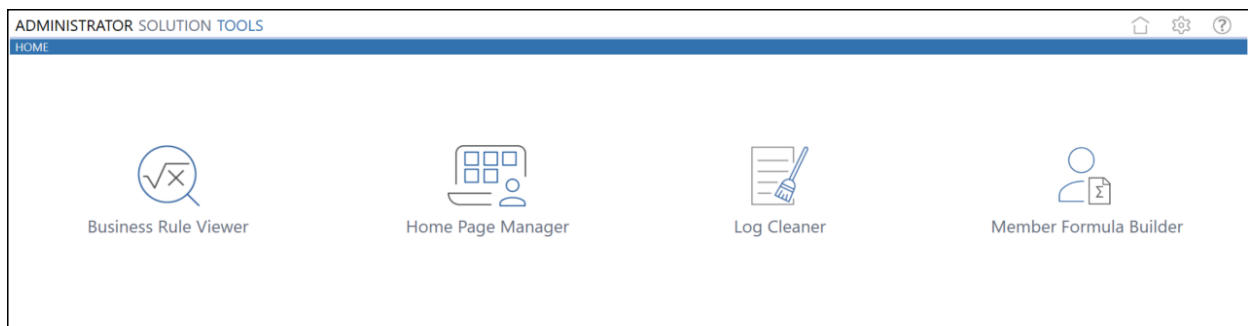 ADMINISTRATOR SOLUTION TOOLS
?
HOME
√x
Σ
Business Rule Viewer
Home Page Manager
Log Cleaner
Member Formula Builder